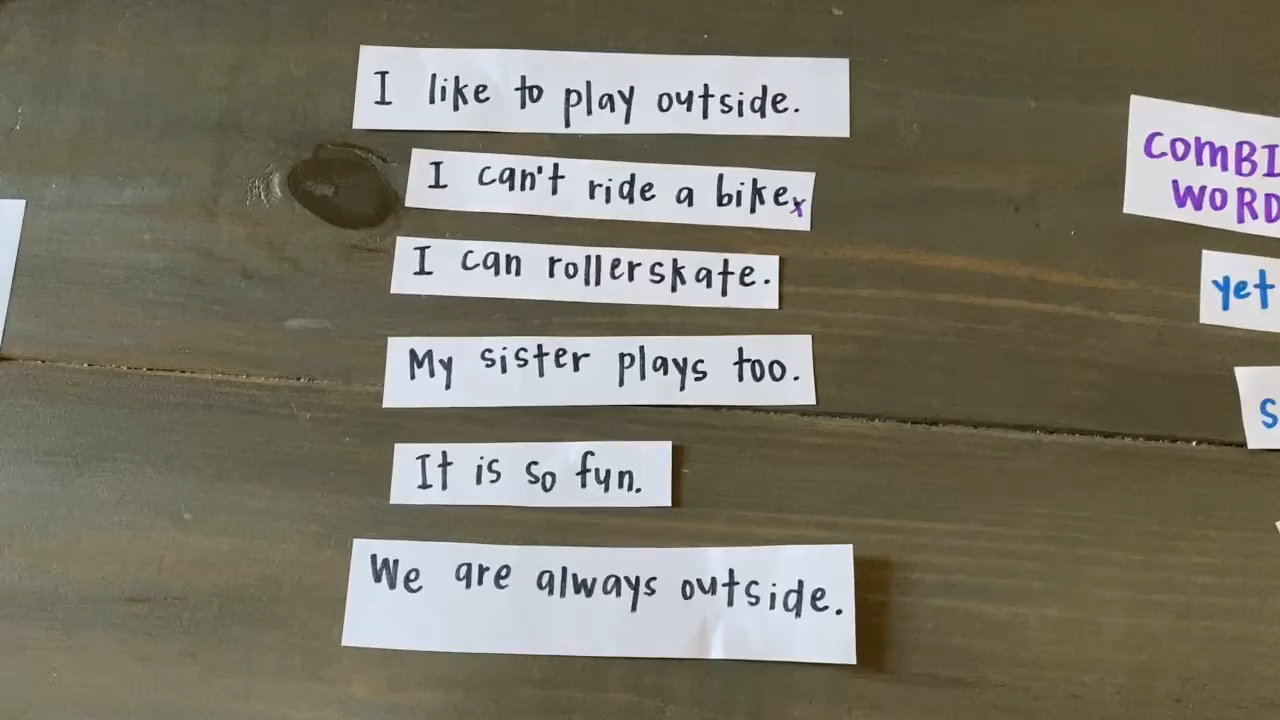 I like to play outside.
I can't ride a bikex
I can rollerskate.
My sister plays too.
It is so fun.
We are always outside.
COMBI
WORD
yet
s